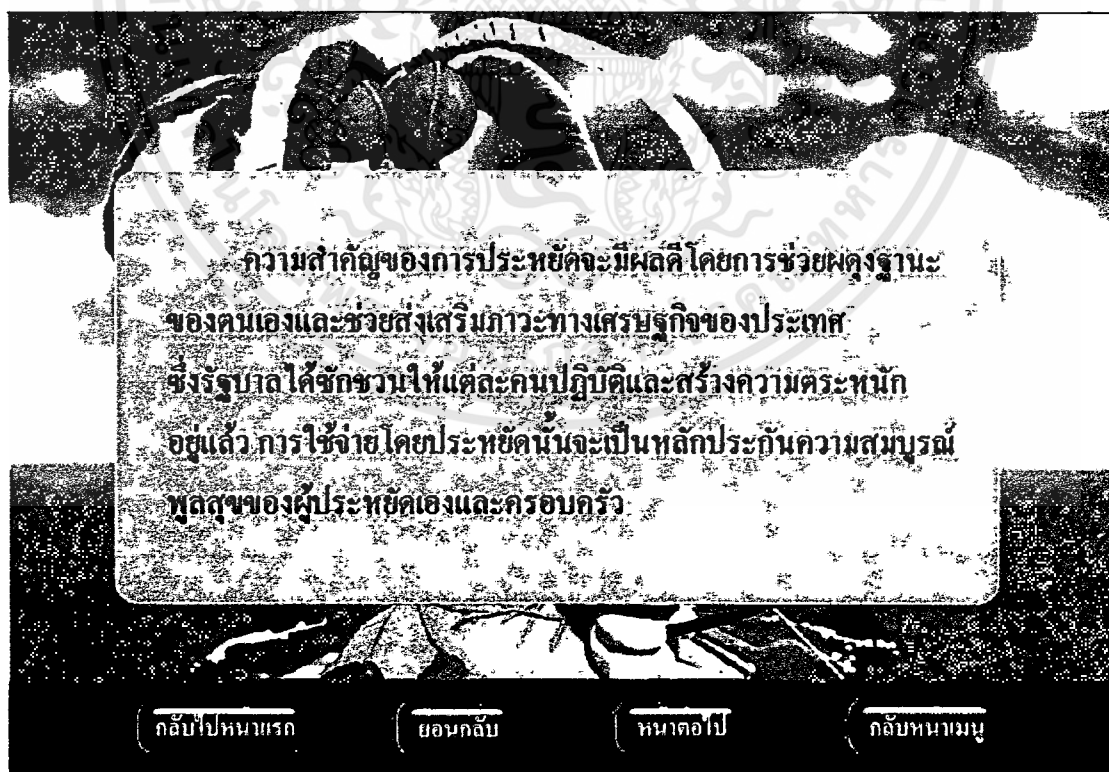 ความสำคัญของการประหยัดจะมีผลดีโดยการช่วยผดุงฐานะ
ของตนเองและช่วยส่งเสริมภาวะทางเศรษฐกิจของประเทศ
ซึ่งรัฐบาลได้ชักชวนให้แต่ละคนปฏิบัติและสร้างความตระหนัก
อยู่แล้ว การใช้จ่ายโดยประหยัดนั้นจะเป็นหลักประกันความสมบูรณ์
พูลสุขของผู้ประหยัดเองและครอบครัว
กลับไปหน้าแรก
ย้อนกลับ
หน้าต่อไป
กลับหน้าเมนู